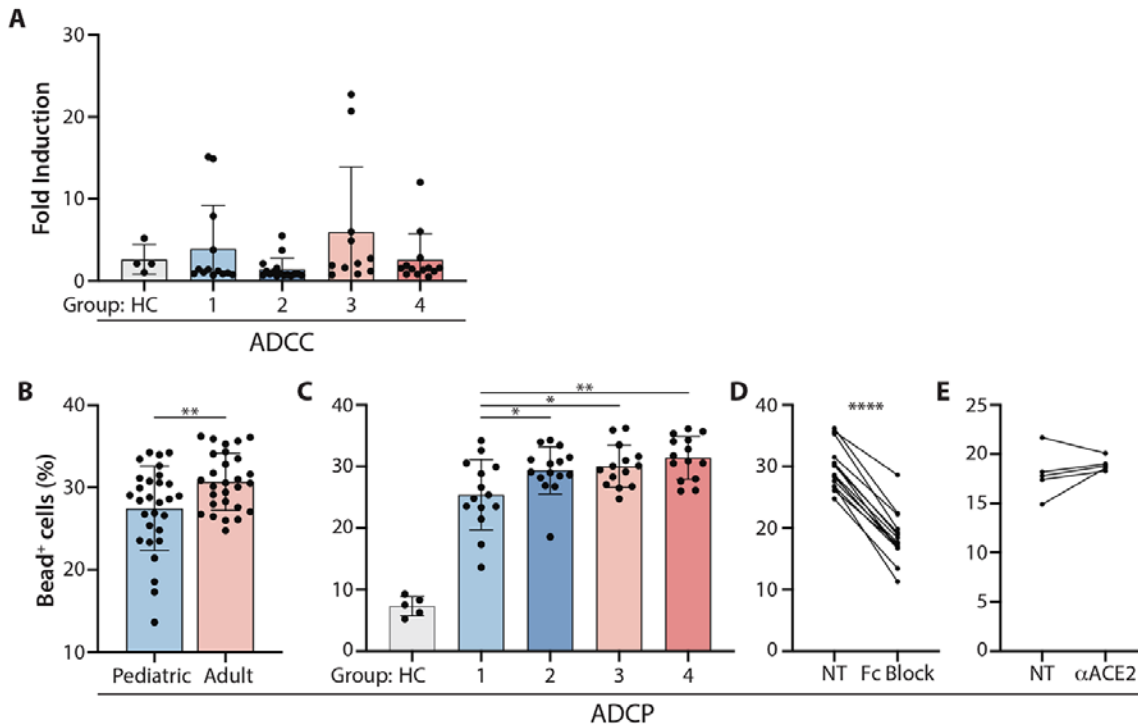 A
30
20
10
0
Fold Induction
Group: HC 1 2 3 4
ADCC
B
**
40
30
20
10
Bead+ cells (%)
Pediatric Adult
C
**
*
*
40
30
20
10
0
Group: HC 1 2 3 4
D
****
40
30
20
10
0
NT Fc Block
E
25
20
15
10
5
0
NT αACE2
ADCP